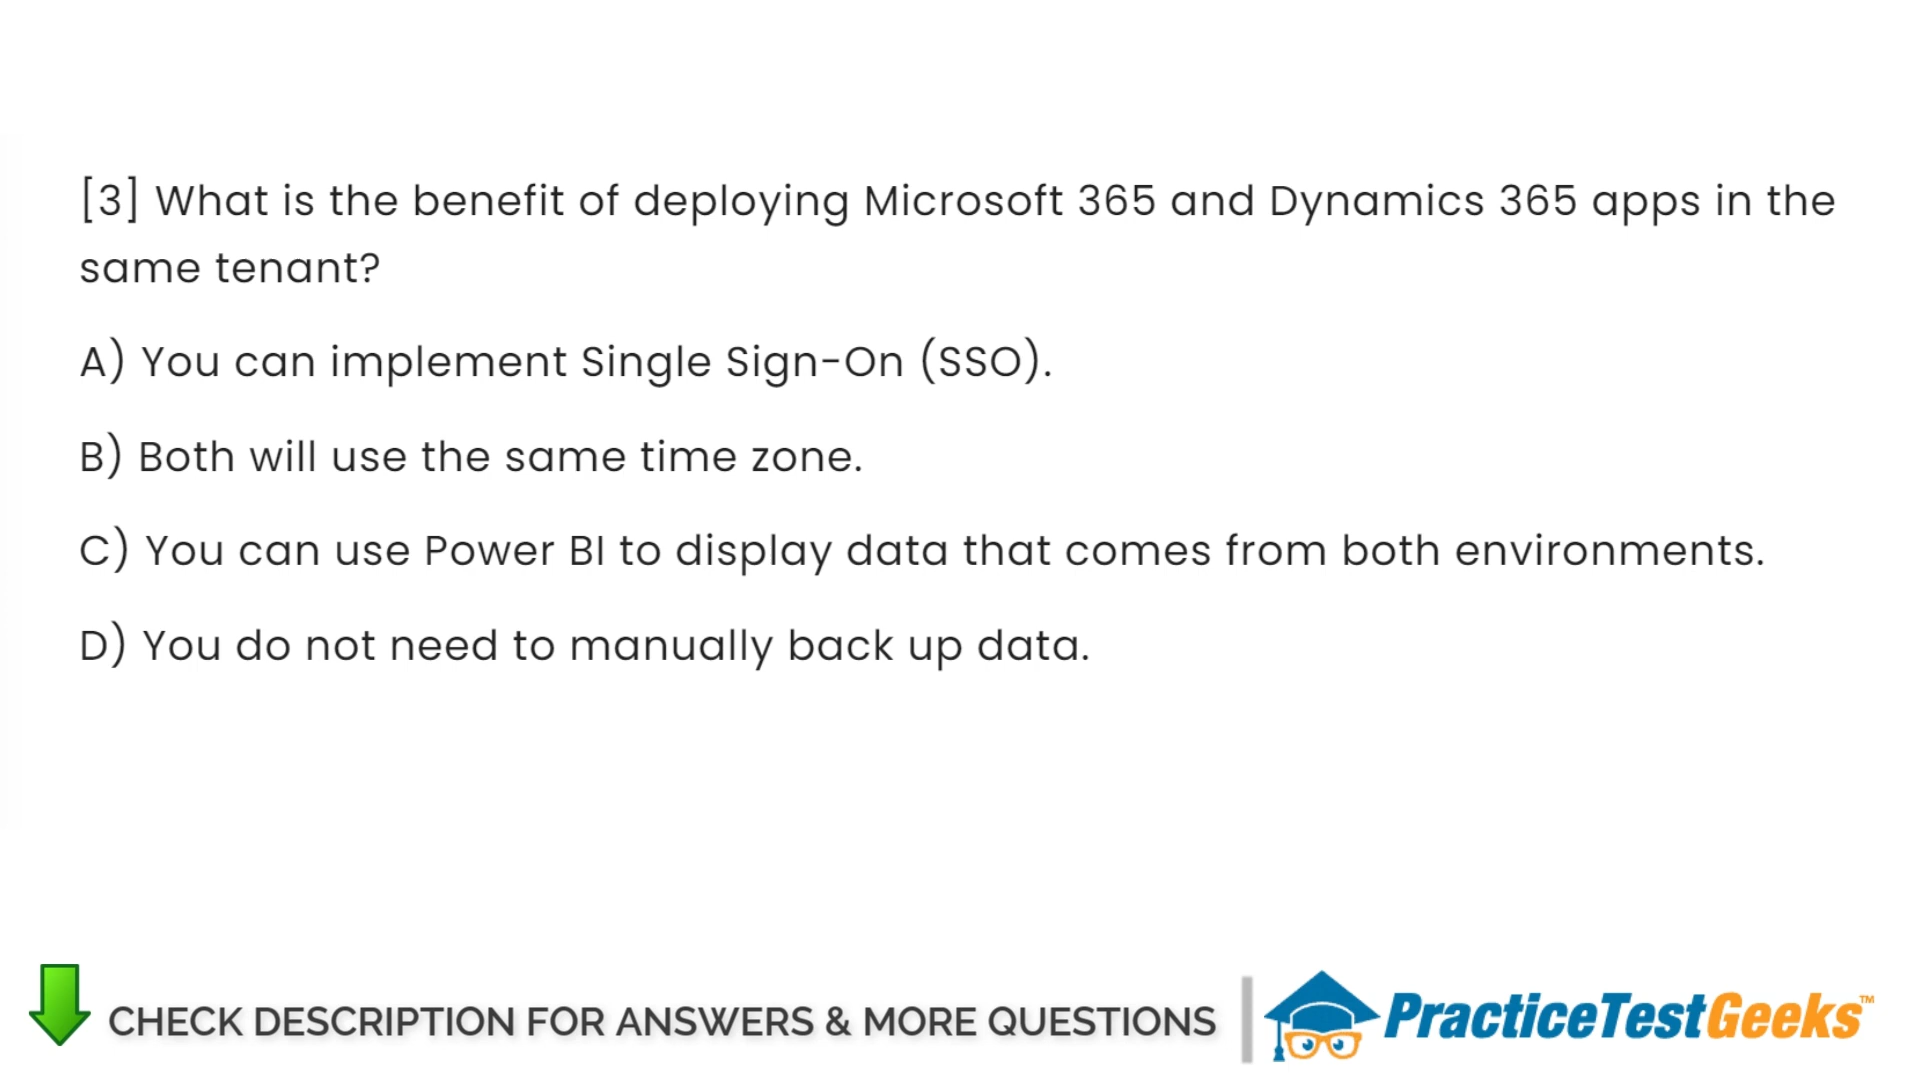 [3] What is the benefit of deploying Microsoft 365 and Dynamics 365 apps in the
same tenant?
A) You can implement Single Sign-On (SSO).
B) Both will use the same time zone.
C) You can use Power BI to display data that comes from both environments.
D) You do not need to manually back up data.
CHECK DESCRIPTION FOR ANSWERS & MORE QUESTIONS
PracticeTestGeeks™